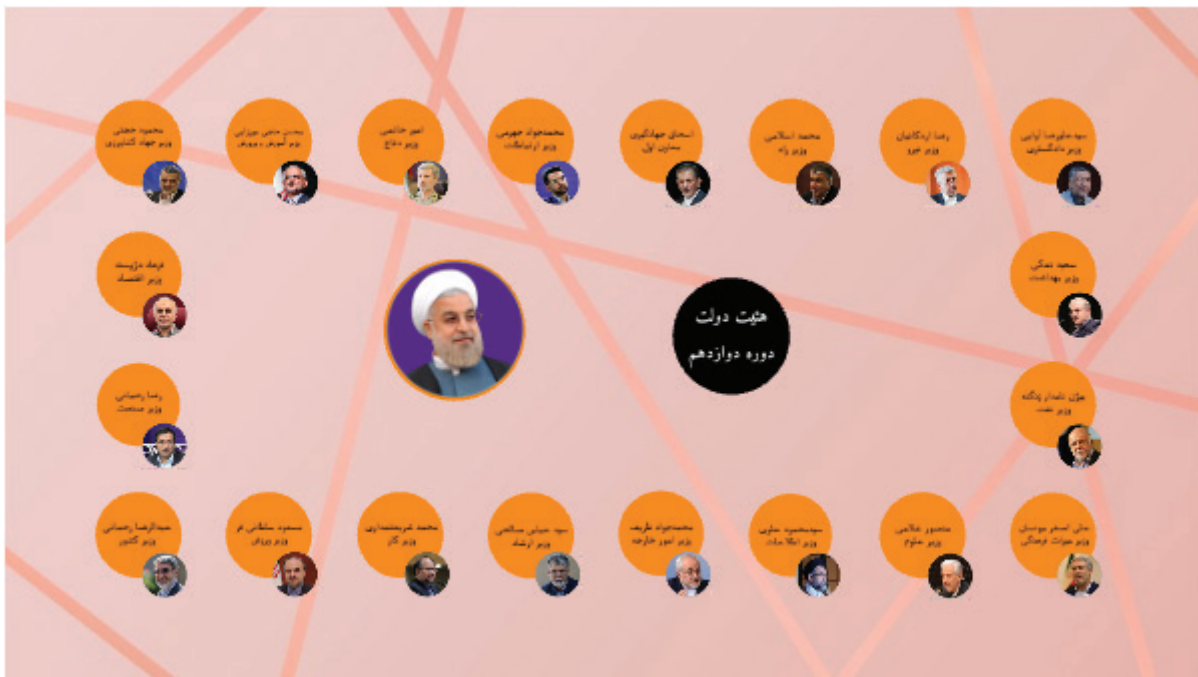 سیدعلیرضا آوایی
وزیر دادگستری
رضا اردکانیان
وزیر نیرو
محمد اسلامی
وزیر راه
اسحاق جهانگیری
معاون اول
محمدجواد جهرمی
وزیر ارتباطات
امیر حاتمی
وزیر دفاع
محسن حاجی میرزایی
وزیر آموزش و پرورش
محمود حجتی
وزیر جهاد کشاورزی
سعید نمکی
وزیر بهداشت
هیئت دولت
دوره دوازدهم
فرهاد دژپسند
وزیر اقتصاد
بیژن نامدار زنگنه
وزیر نفت
رضا رحمانی
وزیر صنعت
علی اصغر مونسان
وزیر میراث فرهنگی
منصور غلامی
وزیر علوم
سیدمحمود علوی
وزیر اطلاعات
محمدجواد ظریف
وزیر امور خارجه
سید عباس صالحی
وزیر ارشاد
محمد شریعتمداری
وزیر کار
مسعود سلطانی فر
وزیر ورزش
عبدالرضا رحمانی
وزیر کشور